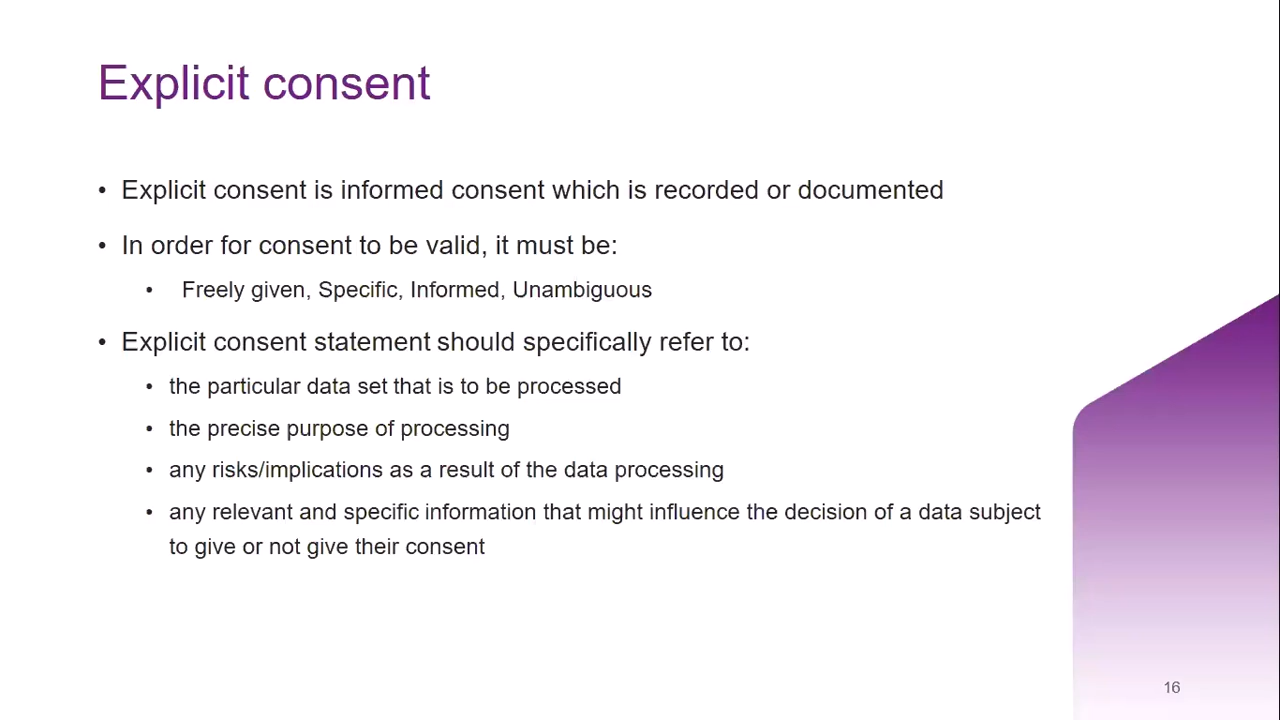 Explicit consent
• Explicit consent is informed consent which is recorded or documented
• In order for consent to be valid, it must be:
• Freely given, Specific, Informed, Unambiguous
• Explicit consent statement should specifically refer to:
• the particular data set that is to be processed
• the precise purpose of processing
• any risks/implications as a result of the data processing
• any relevant and specific information that might influence the decision of a data subject
to give or not give their consent
16